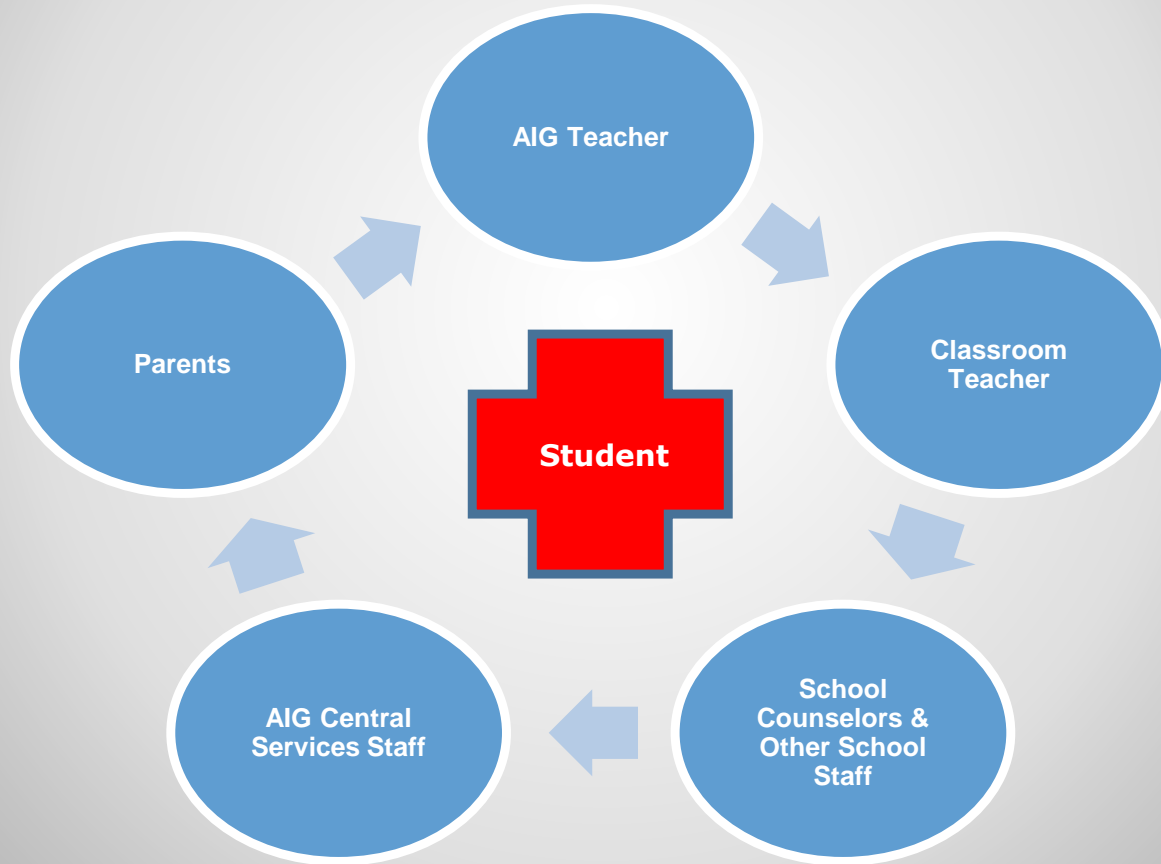 AIG Teacher
Parents
Classroom
Teacher
Student
AIG Central
Services Staff
School
Counselors &
Other School
Staff